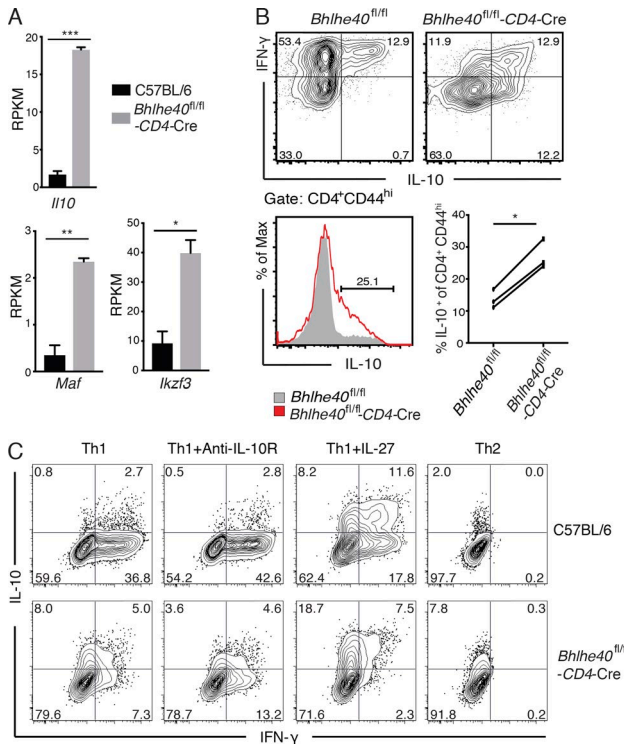 A
RPKM
20
15
10
5
0
***
Il10
C57BL/6
Bhlhe40fl/fl
-CD4-Cre
RPKM
3
2
1
0
**
Maf
RPKM
50
40
30
20
10
0
*
Ikzf3
B
Bhlhe40fl/fl
Bhlhe40fl/fl-CD4-Cre
IFN-γ
53.4
12.9
33.0
0.7
11.9
12.9
63.0
12.2
IL-10
Gate: CD4+CD44hi
% of Max
25.1
IL-10
Bhlhe40fl/fl
Bhlhe40fl/fl-CD4-Cre
% IL-10 + of CD4+ CD44hi
40
30
20
10
0
*
Bhlhe40fl/fl
Bhlhe40fl/fl
-CD4-Cre
C
Th1
Th1+Anti-IL-10R
Th1+IL-27
Th2
0.8
2.7
0.5
2.8
8.2
11.6
2.0
0.0
C57BL/6
59.6
36.8
54.2
42.6
62.4
17.8
97.7
0.2
IL-10
8.0
5.0
3.6
4.6
18.7
7.5
7.8
0.3
Bhlhe40fl/fl
-CD4-Cre
79.6
7.3
78.7
13.2
71.6
2.3
91.8
0.2
IFN-γ